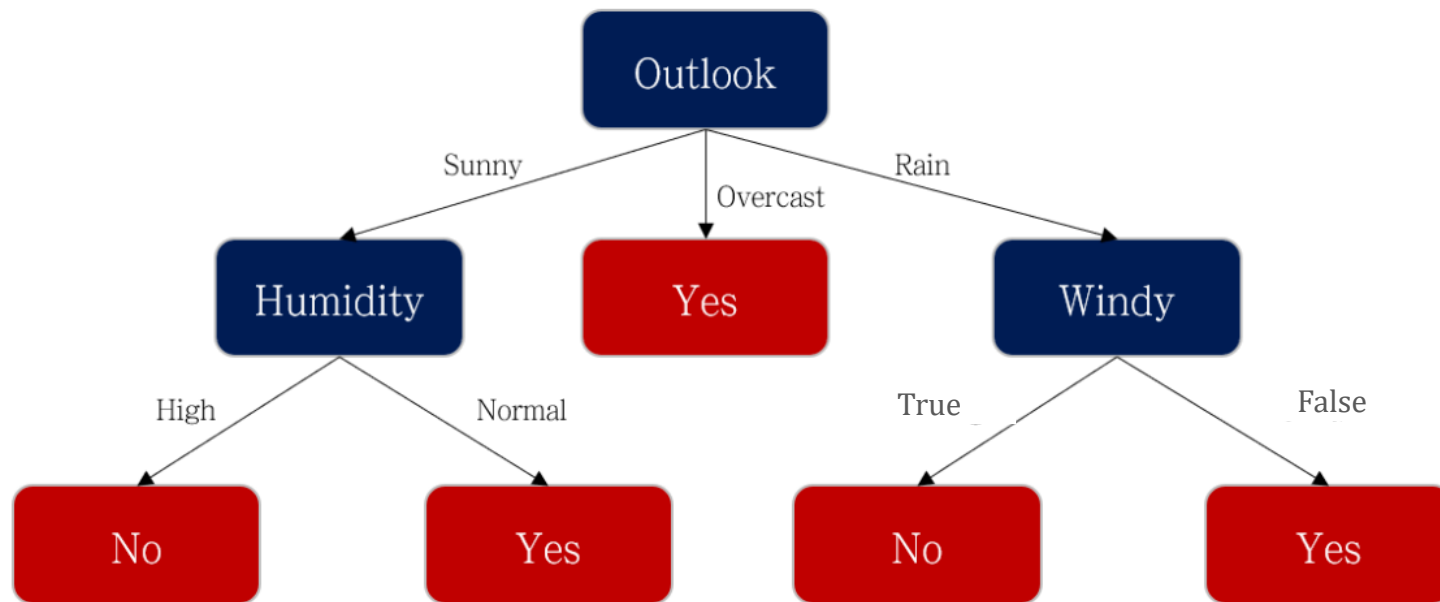 Outlook
Sunny
Overcast
Rain
Humidity
Yes
Windy
High
Normal
True
False
No
Yes
No
Yes